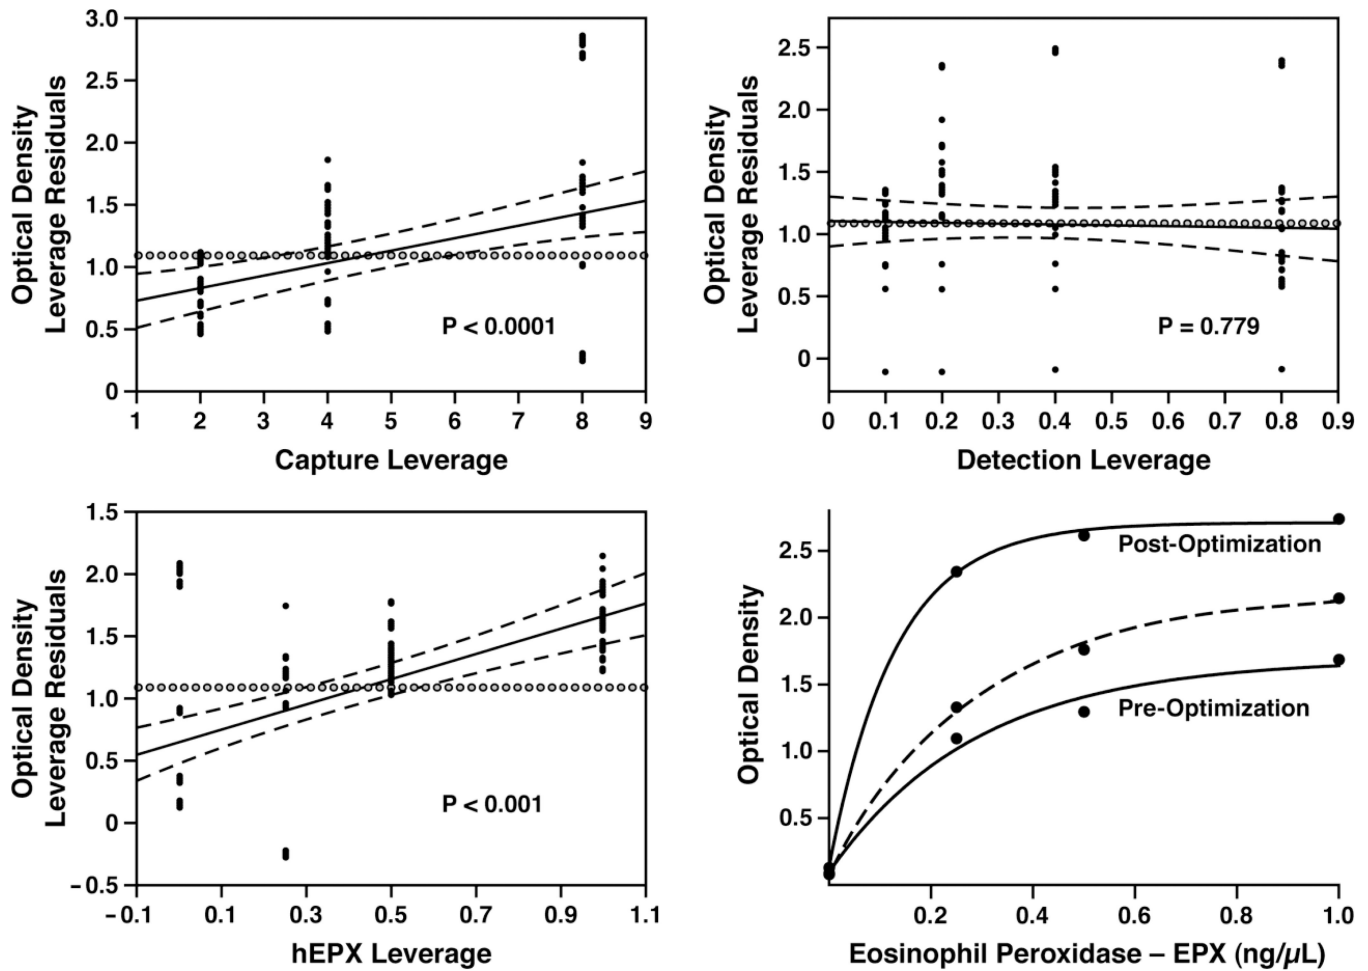 Optical Density
Leverage Residuals
3.0
2.5
2.0
1.5
1.0
0.5
0
P < 0.0001
1 2 3 4 5 6 7 8 9
Capture Leverage
Optical Density
Leverage Residuals
2.5
2.0
1.5
1.0
0.5
0
P = 0.779
0 0.1 0.2 0.3 0.4 0.5 0.6 0.7 0.8 0.9
Detection Leverage
Optical Density
Leverage Residuals
1.5
2.0
1.5
1.0
0.5
0
-0.5
P < 0.001
-0.1 0.1 0.3 0.5 0.7 0.9 1.1
hEPX Leverage
Optical Density
2.5
2.0
1.5
1.0
0.5
Post-Optimization
Pre-Optimization
0.2 0.4 0.6 0.8 1.0
Eosinophil Peroxidase – EPX (ng/μL)